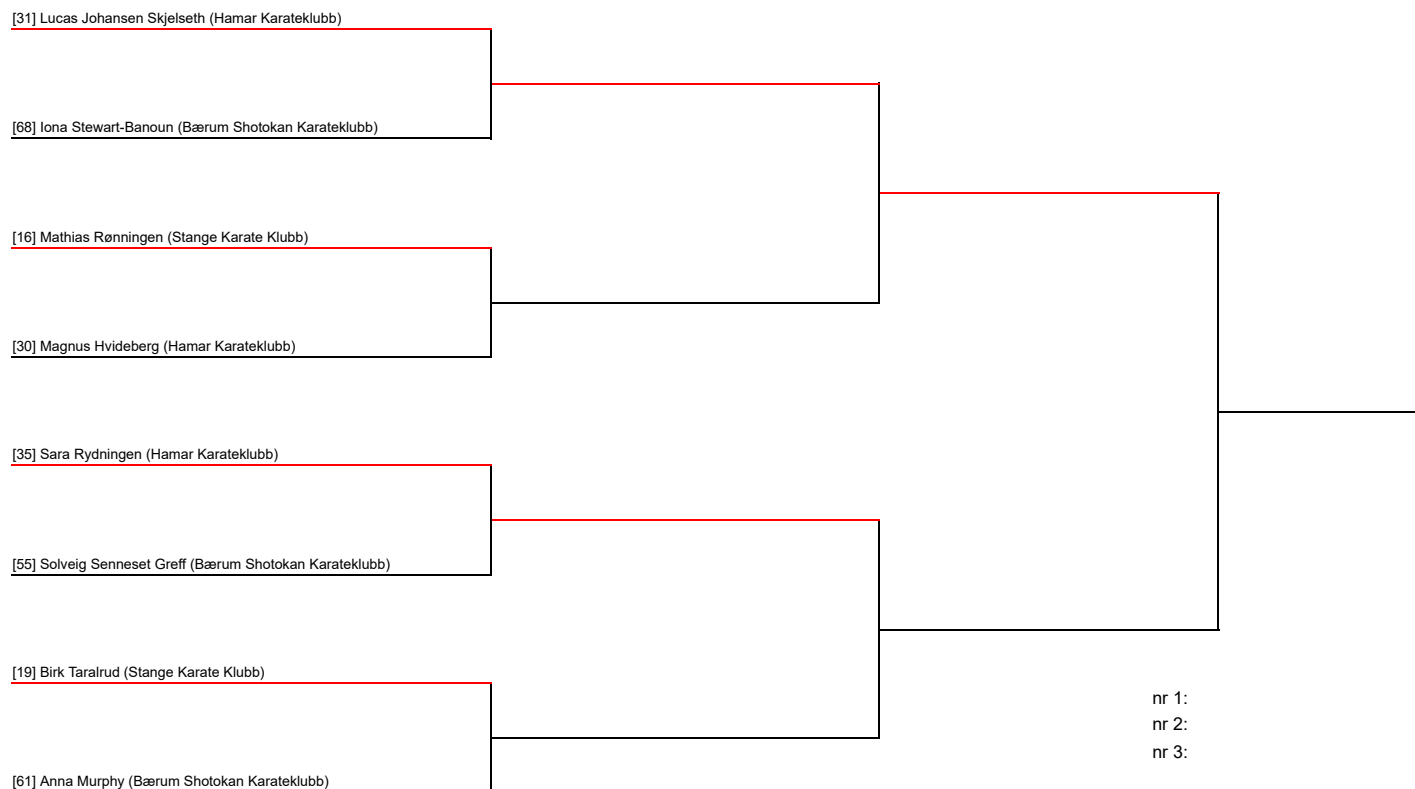 [31] Lucas Johansen Skjelseth (Hamar Karateklubb)
[68] Iona Stewart-Banoun (Bærum Shotokan Karateklubb)
[16] Mathias Rønningen (Stange Karate Klubb)
[30] Magnus Hvideberg (Hamar Karateklubb)
[35] Sara Rydningen (Hamar Karateklubb)
[55] Solveig Senneset Greff (Bærum Shotokan Karateklubb)
[19] Birk Taralrud (Stange Karate Klubb)
[61] Anna Murphy (Bærum Shotokan Karateklubb)
nr 1:
nr 2:
nr 3: